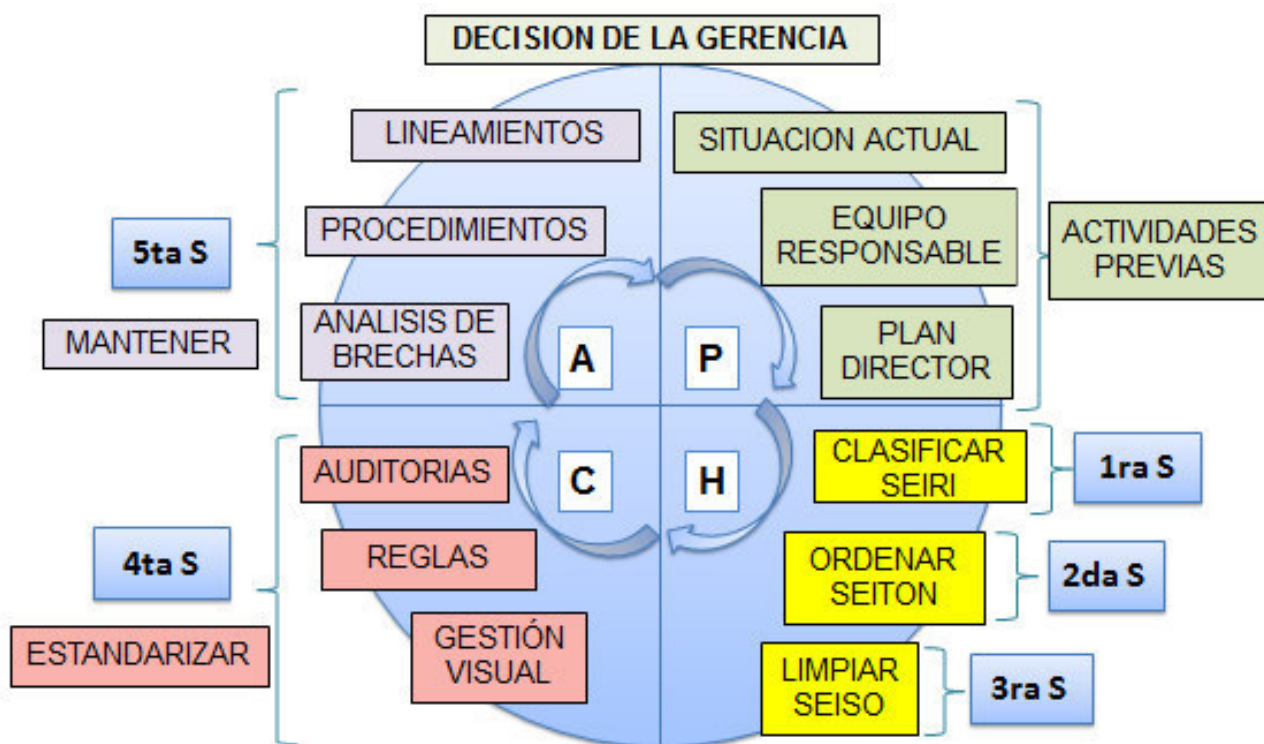 DECISION DE LA GERENCIA
LINEAMIENTOS
SITUACION ACTUAL
PROCEDIMIENTOS
EQUIPO
RESPONSABLE
5ta S
ACTIVIDADES
PREVIAS
MANTENER
ANALISIS DE
BRECHAS
A
P
PLAN
DIRECTOR
AUDITORIAS
C
H
CLASIFICAR
SEIRI
1ra S
4ta S
REGLAS
ORDENAR
SEITON
2da S
ESTANDARIZAR
GESTIÓN
VISUAL
LIMPIAR
SEISO
3ra S